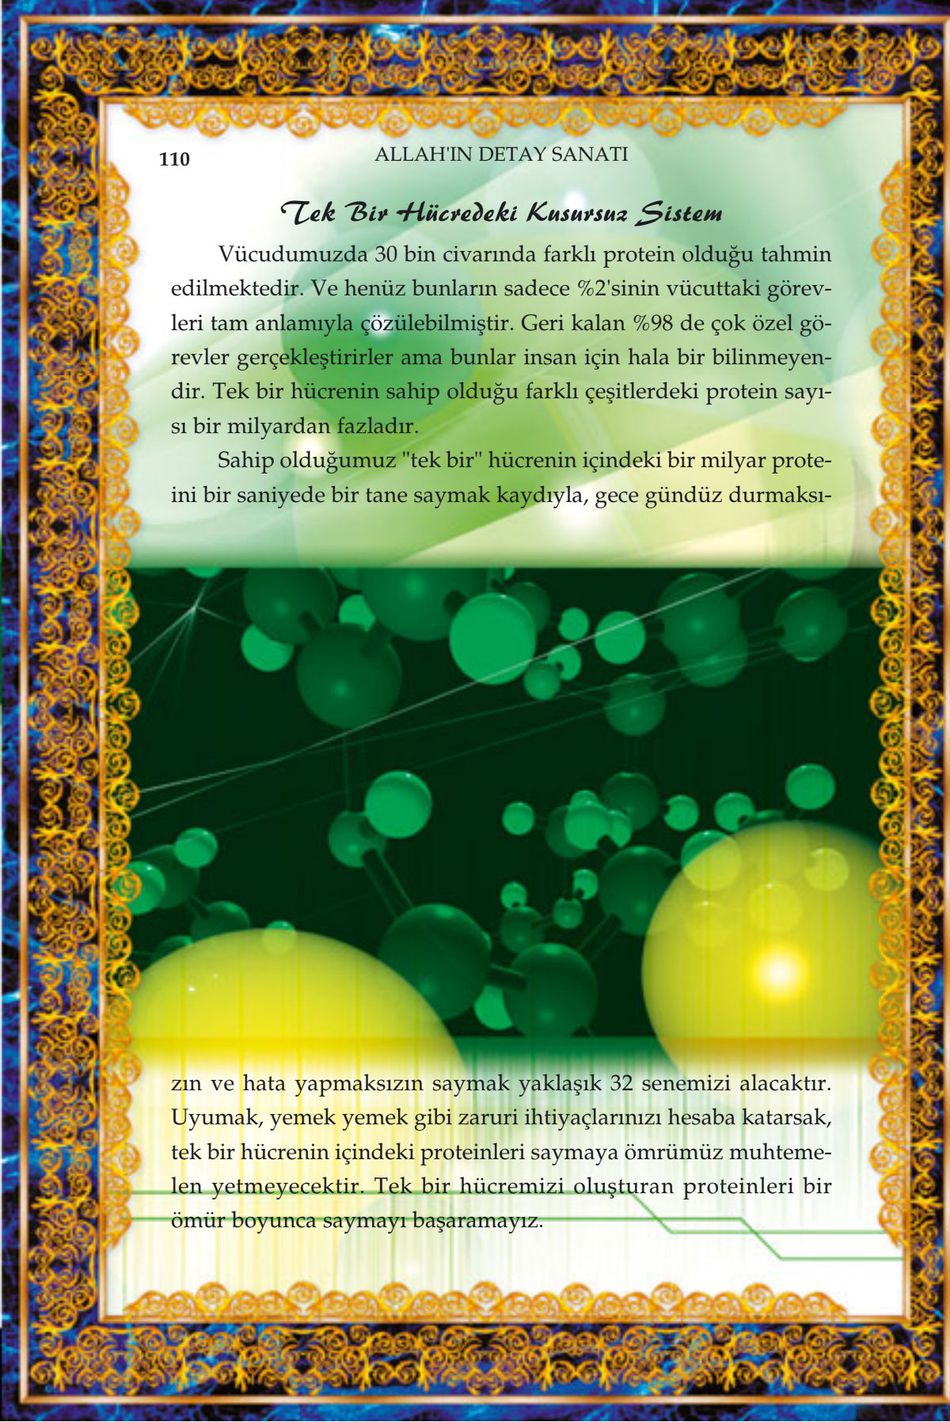 110
ALLAH'IN DETAY SANATI
Tek Bir Hücredeki Kusursuz Sistem
Vücudumuzda 30 bin civarında farklı protein olduğu tahmin
edilmektedir. Ve henüz bunların sadece %2'sinin vücuttaki görev-
leri tam anlamıyla çözülebilmiştir. Geri kalan %98 de çok özel gö-
revler gerçekleştirirler ama bunlar insan için hala bir bilinmeyen-
dir. Tek bir hücrenin sahip olduğu farklı çeşitlerdeki protein sayı-
sı bir milyardan fazladır.
Sahip olduğumuz "tek bir" hücrenin içindeki bir milyar prote-
ini bir saniyede bir tane saymak kaydıyla, gece gündüz durmaksı-
zın ve hata yapmaksızın saymak yaklaşık 32 senemizi alacaktır.
Uyumak, yemek yemek gibi zaruri ihtiyaçlarınızı hesaba katarsak,
tek bir hücrenin içindeki proteinleri saymaya ömrümüz muhteme-
len yetmeyecektir. Tek bir hücremizi oluşturan proteinleri bir
ömür boyunca saymayı başaramayız.